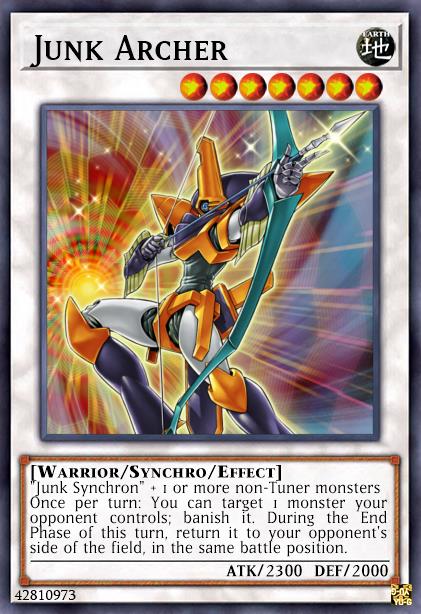 Junk Archer
EARTH
地
[Warrior/Synchro/Effect]
"Junk Synchron" + 1 or more non-Tuner monsters
Once per turn: You can target 1 monster your
opponent controls; banish it. During the End
Phase of this turn, return it to your opponent's
side of the field, in the same battle position.
ATK/2300 DEF/2000
42810973